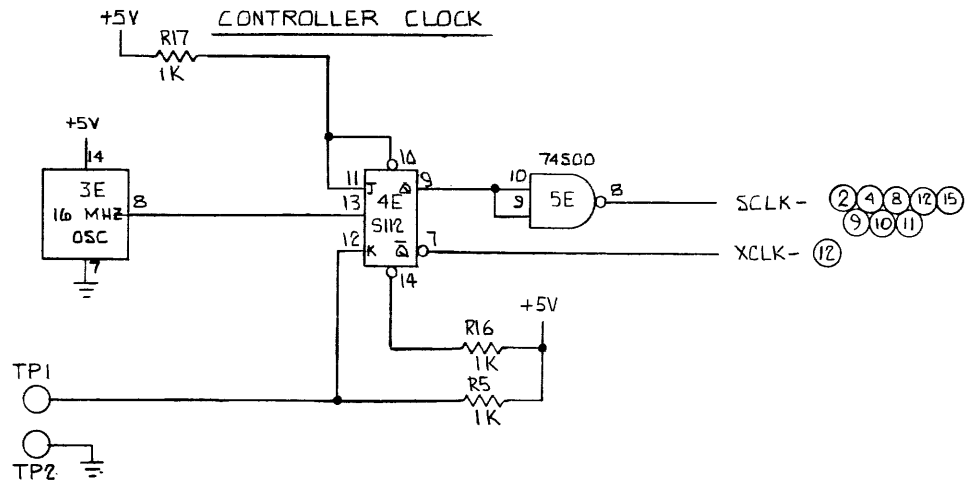 CONTROLLER CLOCK
+5V
R17
1K
+5V
14
3E
16 MHZ
OSC
8
7
10
11
J
Q
9
13
4E
S112
12
K
Q̅
7
14
74S00
10
9
5E
8
SCLK-
2 4 8 12 15
9 10 11
XCLK- 12
+5V
R16
1K
R5
1K
TP1
TP2